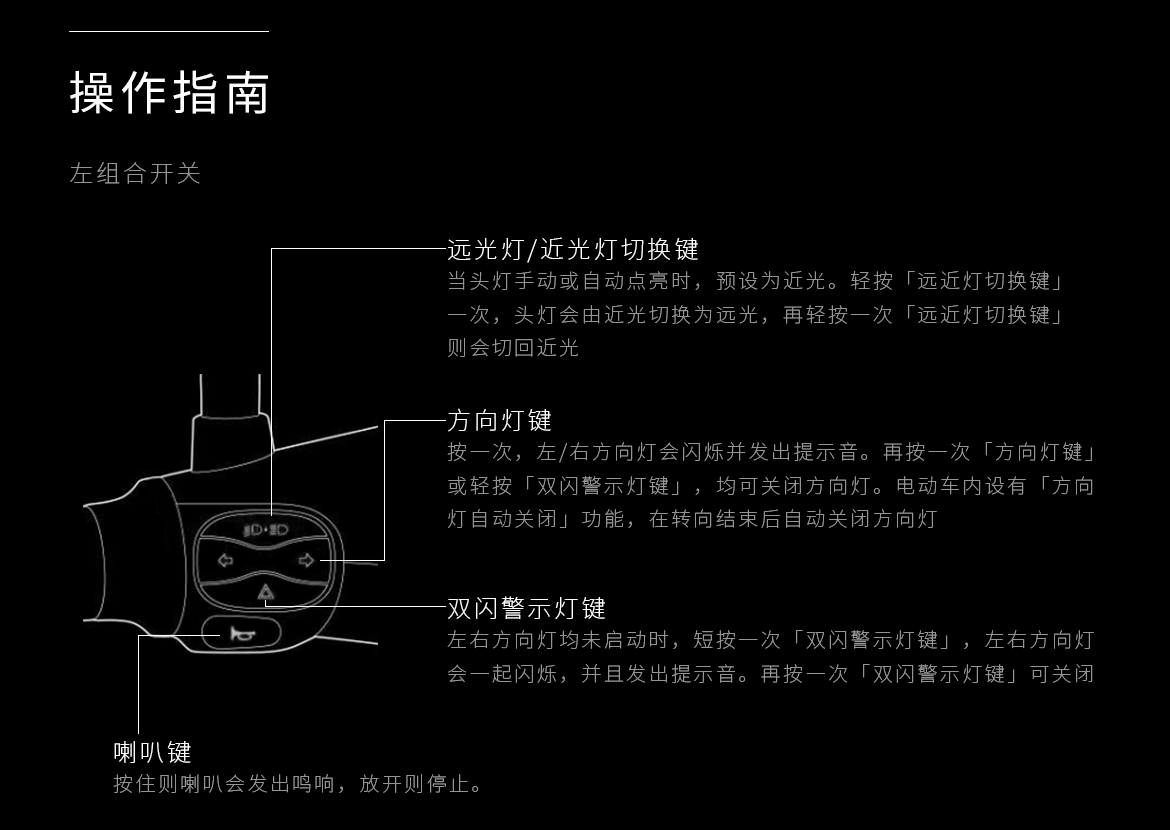 操作指南
左组合开关
远光灯/近光灯切换键
当头灯手动或自动点亮时，预设为近光。轻按「远近灯切换键」
一次，头灯会由近光切换为远光，再轻按一次「远近灯切换键」
则会切回近光
方向灯键
按一次，左/右方向灯会闪烁并发出提示音。再按一次「方向灯键」
或轻按「双闪警示灯键」，均可关闭方向灯。电动车内设有「方向
灯自动关闭」功能，在转向结束后自动关闭方向灯
双闪警示灯键
左右方向灯均未启动时，短按一次「双闪警示灯键」，左右方向灯
会一起闪烁，并且发出提示音。再按一次「双闪警示灯键」可关闭
喇叭键
按住则喇叭会发出鸣响，放开则停止。